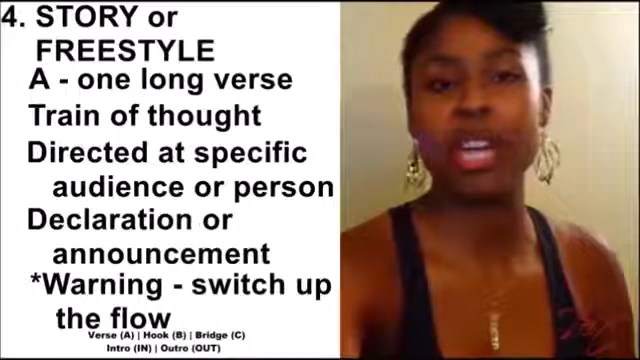 4. STORY or
FREESTYLE
A - one long verse
Train of thought
Directed at specific
audience or person
Declaration or
announcement
*Warning - switch up
the flow
Verse (A) | Hook (B) | Bridge (C)
Intro (IN) | Outro (OUT)